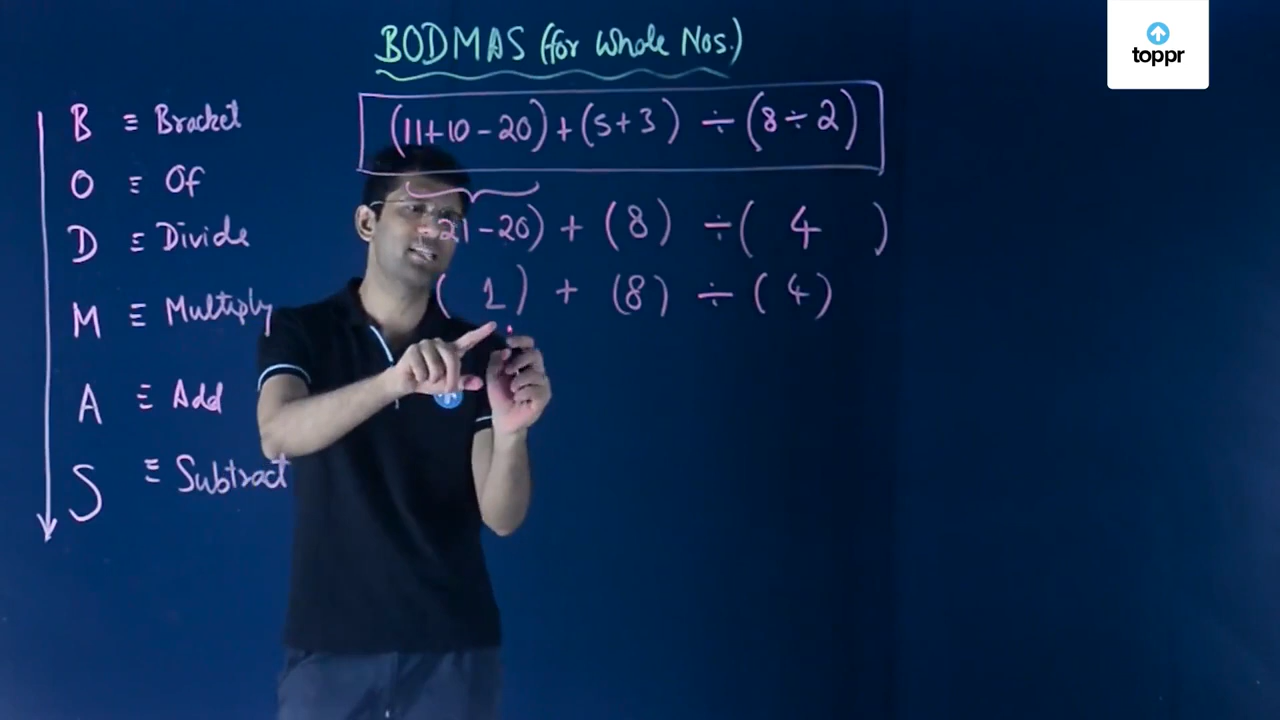 BODMAS (for Whole Nos.)
toppr
B ≡ Bracket
O ≡ Of
D ≡ Divide
M ≡ Multiply
A ≡ Add
S ≡ Subtract
(11+10-20)+(5+3) ÷(8÷2)
21-20) + (8) ÷( 4 )
( 1 ) + (8) ÷ (4)